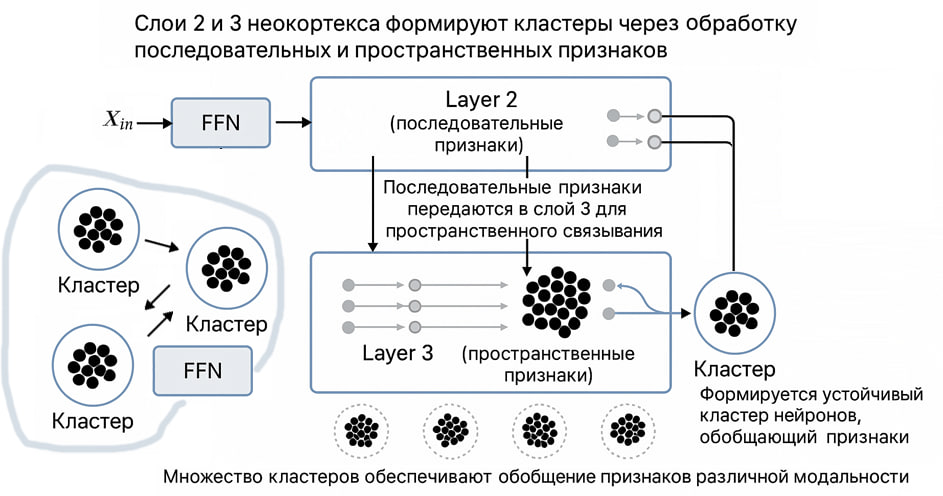 Слои 2 и 3 неокортекса формируют кластеры через обработку
последовательных и пространственных признаков
X_in
FFN
Layer 2
(последовательные
признаки)
Последовательные признаки
передаются в слой 3 для
пространственного связывания
Кластер
Кластер
Кластер
FFN
Layer 3
(пространственные
признаки)
Кластер
Формируется устойчивый
кластер нейронов,
обобщающий признаки
Множество кластеров обеспечивают обобщение признаков различной модальности